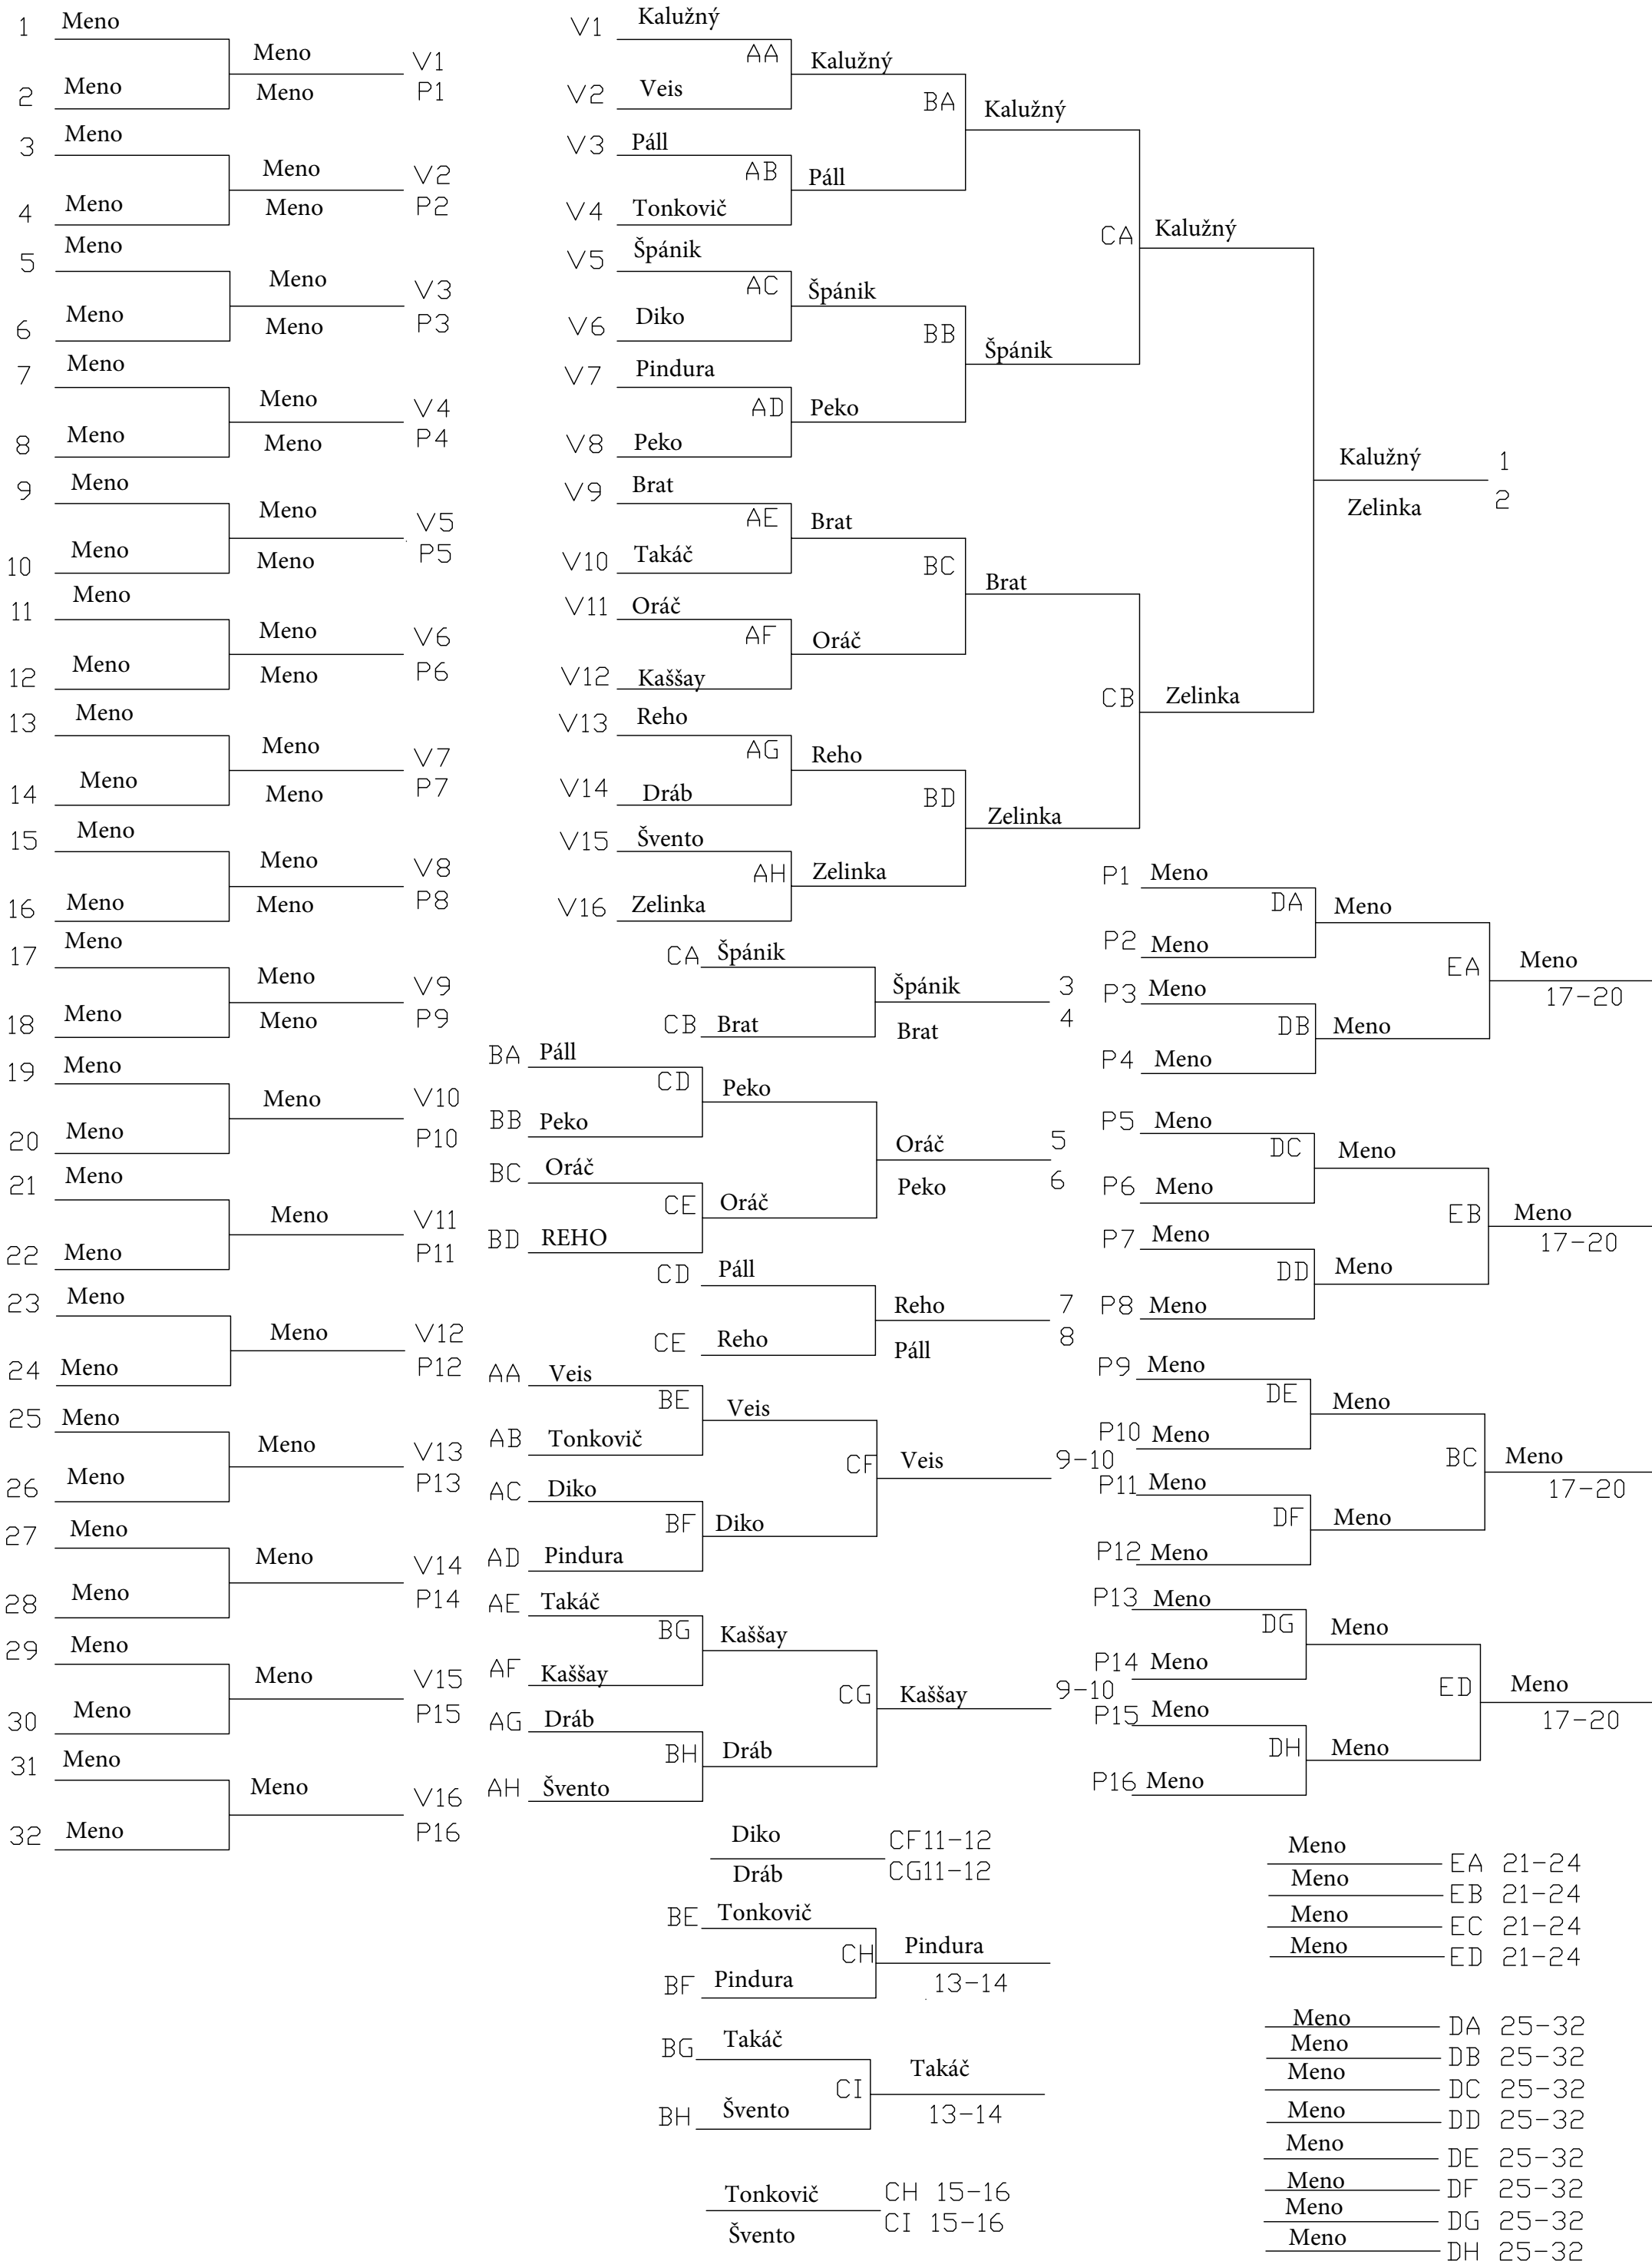 1 Meno
Meno V1
2 Meno
Meno P1
3 Meno
Meno V2
4 Meno
Meno P2
5 Meno
Meno V3
6 Meno
Meno P3
7 Meno
Meno V4
8 Meno
Meno P4
9 Meno
Meno V5
10 Meno
Meno P5
11 Meno
Meno V6
12 Meno
Meno P6
13 Meno
Meno V7
14 Meno
Meno P7
15 Meno
Meno V8
16 Meno
Meno P8
17 Meno
Meno V9
18 Meno
Meno P9
19 Meno
Meno V10
20 Meno
P10
21 Meno
Meno V11
22 Meno
P11
23 Meno
Meno V12
24 Meno
P12
25 Meno
Meno V13
26 Meno
P13
27 Meno
Meno V14
28 Meno
P14
29 Meno
Meno V15
30 Meno
P15
31 Meno
Meno V16
32 Meno
P16
V1 Kalužný
AA Kalužný
V2 Veis
BA Kalužný
V3 Páll
AB Páll
V4 Tonkovič
CA Kalužný
V5 Špánik
AC Špánik
V6 Diko
BB Špánik
V7 Pindura
AD Peko
V8 Peko
Kalužný 1
Zelinka 2
V9 Brat
AE Brat
V10 Takáč
BC Brat
V11 Oráč
AF Oráč
V12 Kaššay
CB Zelinka
V13 Reho
AG Reho
V14 Dráb
BD Zelinka
V15 Švento
AH Zelinka
V16 Zelinka
CA Špánik
Špánik 3
CB Brat
Brat 4
BA Páll
CD Peko
BB Peko
Oráč 5
Peko 6
BC Oráč
CE Oráč
BD REHO
CD Páll
Reho 7
CE Reho
Páll 8
AA Veis
BE Veis
AB Tonkovič
CF Veis 9-10
AC Diko
BF Diko
AD Pindura
AE Takáč
BG Kaššay
AF Kaššay
CG Kaššay 9-10
AG Dráb
BH Dráb
AH Švento
Diko CF11-12
Dráb CG11-12
BE Tonkovič
CH Pindura
BF Pindura
13-14
BG Takáč
CI Takáč
BH Švento
13-14
Tonkovič CH 15-16
Švento CI 15-16
P1 Meno
DA Meno
P2 Meno
EA Meno
17-20
P3 Meno
DB Meno
P4 Meno
P5 Meno
DC Meno
P6 Meno
EB Meno
17-20
P7 Meno
DD Meno
P8 Meno
P9 Meno
DE Meno
P10 Meno
BC Meno
17-20
P11 Meno
DF Meno
P12 Meno
P13 Meno
DG Meno
P14 Meno
ED Meno
17-20
P15 Meno
DH Meno
P16 Meno
Meno EA 21-24
Meno EB 21-24
Meno EC 21-24
Meno ED 21-24
Meno DA 25-32
Meno DB 25-32
Meno DC 25-32
Meno DD 25-32
Meno DE 25-32
Meno DF 25-32
Meno DG 25-32
Meno DH 25-32